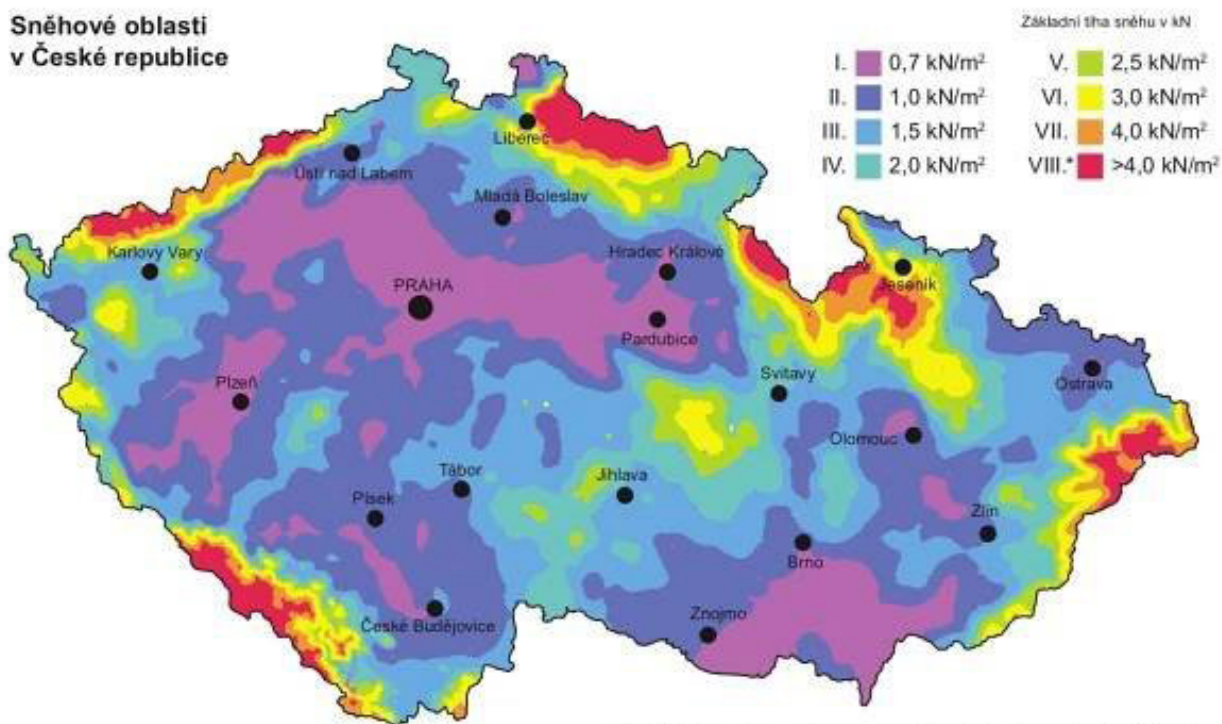 Sněhové oblasti
v České republice
Základní tíha sněhu v kN
I. 0,7 kN/m²
II. 1,0 kN/m²
III. 1,5 kN/m²
IV. 2,0 kN/m²
V. 2,5 kN/m²
VI. 3,0 kN/m²
VII. 4,0 kN/m²
VIII.* >4,0 kN/m²
Liberec
Ústí nad Labem
Mladá Boleslav
Karlovy Vary
Hradec Králové
Jeseník
PRAHA
Pardubice
Plzeň
Svitavy
Ostrava
Olomouc
Tábor
Jihlava
Písek
Zlín
Brno
České Budějovice
Znojmo